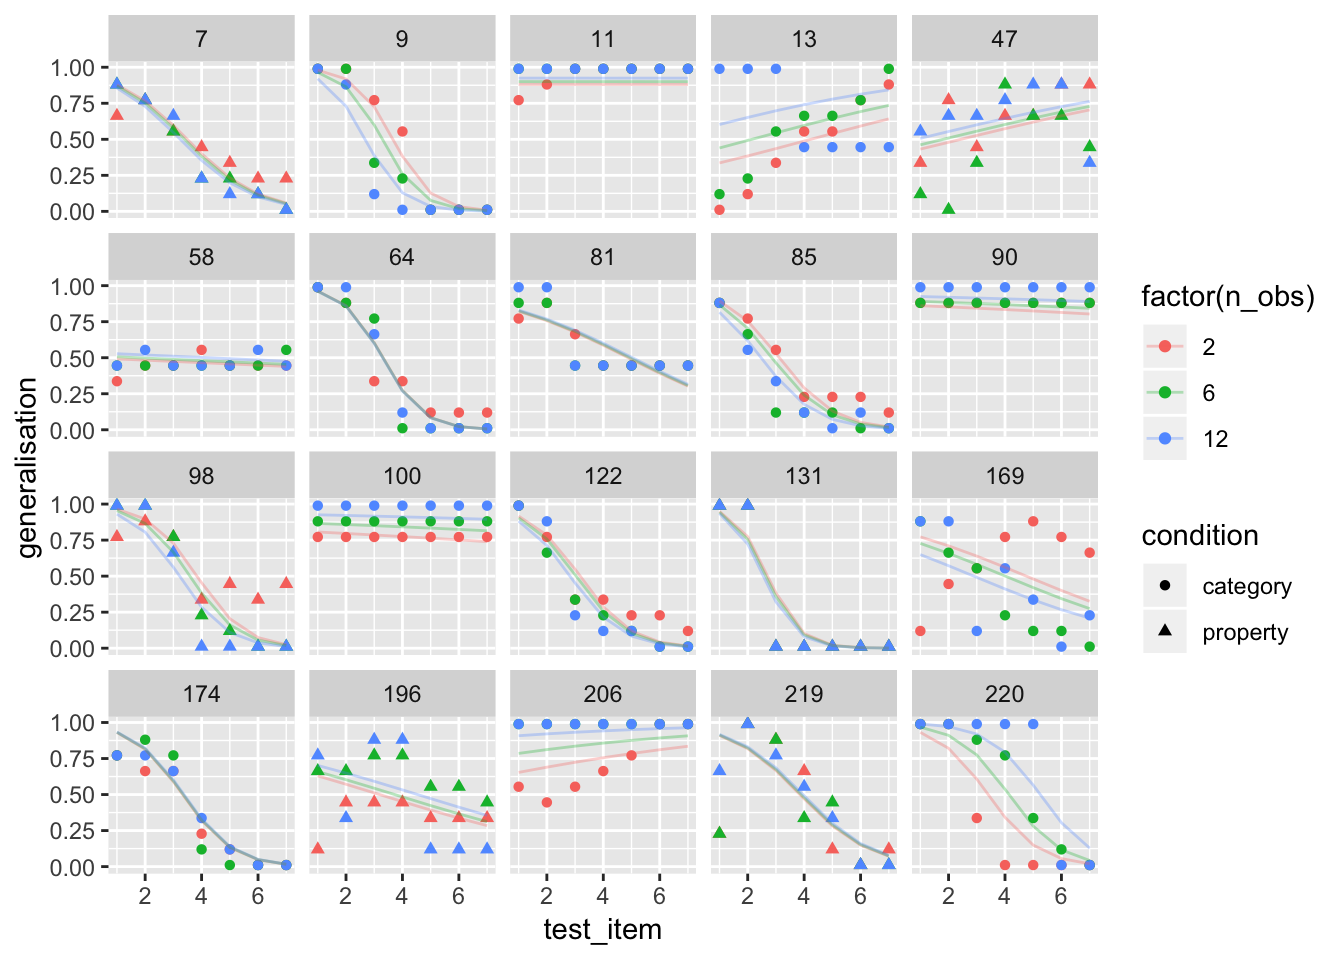 7 9 11 13 47
1.00
0.75
0.50
0.25
0.00
58 64 81 85 90
1.00
0.75
0.50
0.25
0.00
98 100 122 131 169
1.00
0.75
0.50
0.25
0.00
174 196 206 219 220
1.00
0.75
0.50
0.25
0.00
2 4 6 2 4 6 2 4 6 2 4 6 2 4 6
test_item
generalisation
factor(n_obs)
2
6
12
condition
category
property